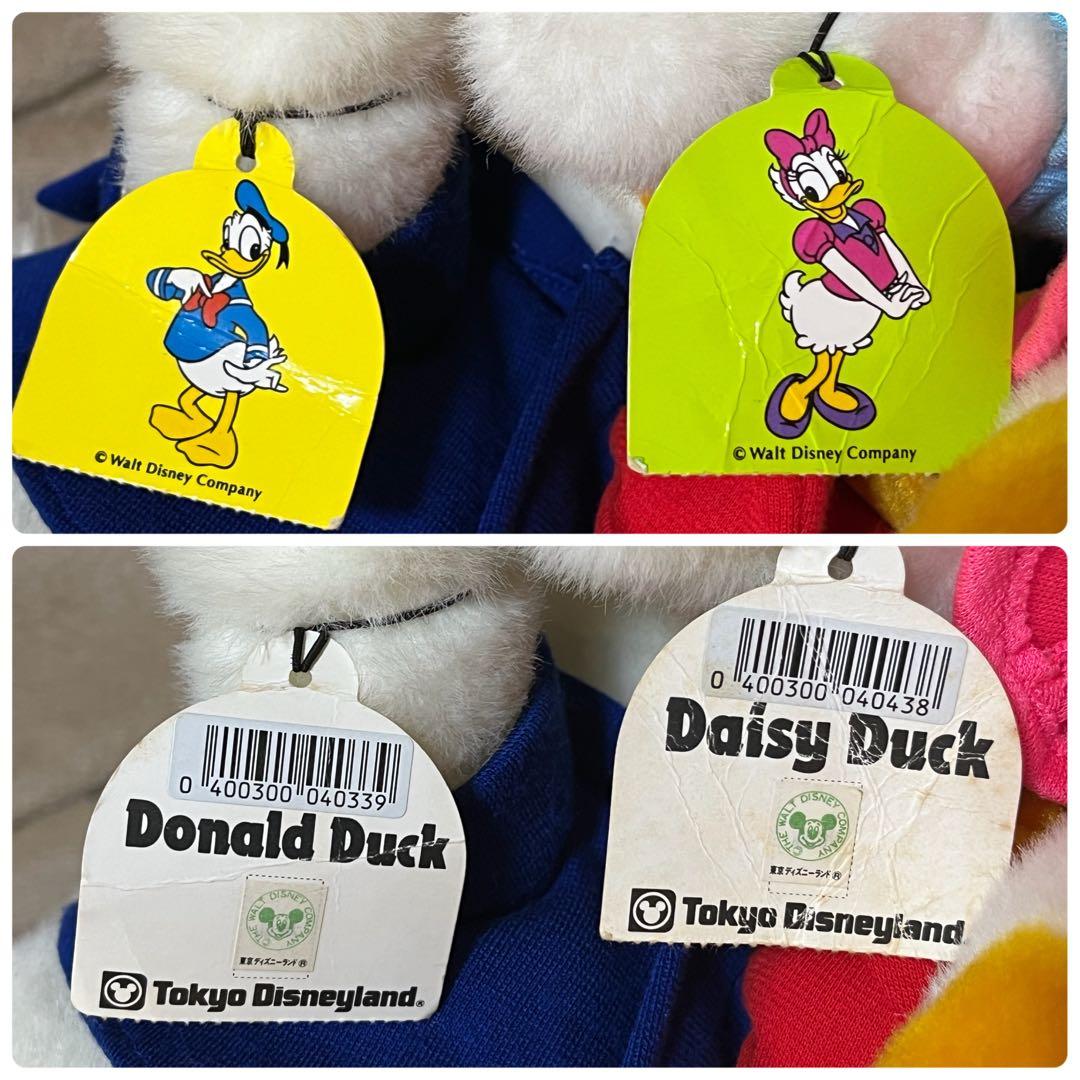 © Walt Disney Company
© Walt Disney Company
0 400300 040339
Donald Duck
©THE WALT DISNEY COMPANY
東京ディズニーランド®
Tokyo Disneyland®
0 400300 040438
Daisy Duck
©THE WALT DISNEY COMPANY
東京ディズニーランド®
Tokyo Disneyland